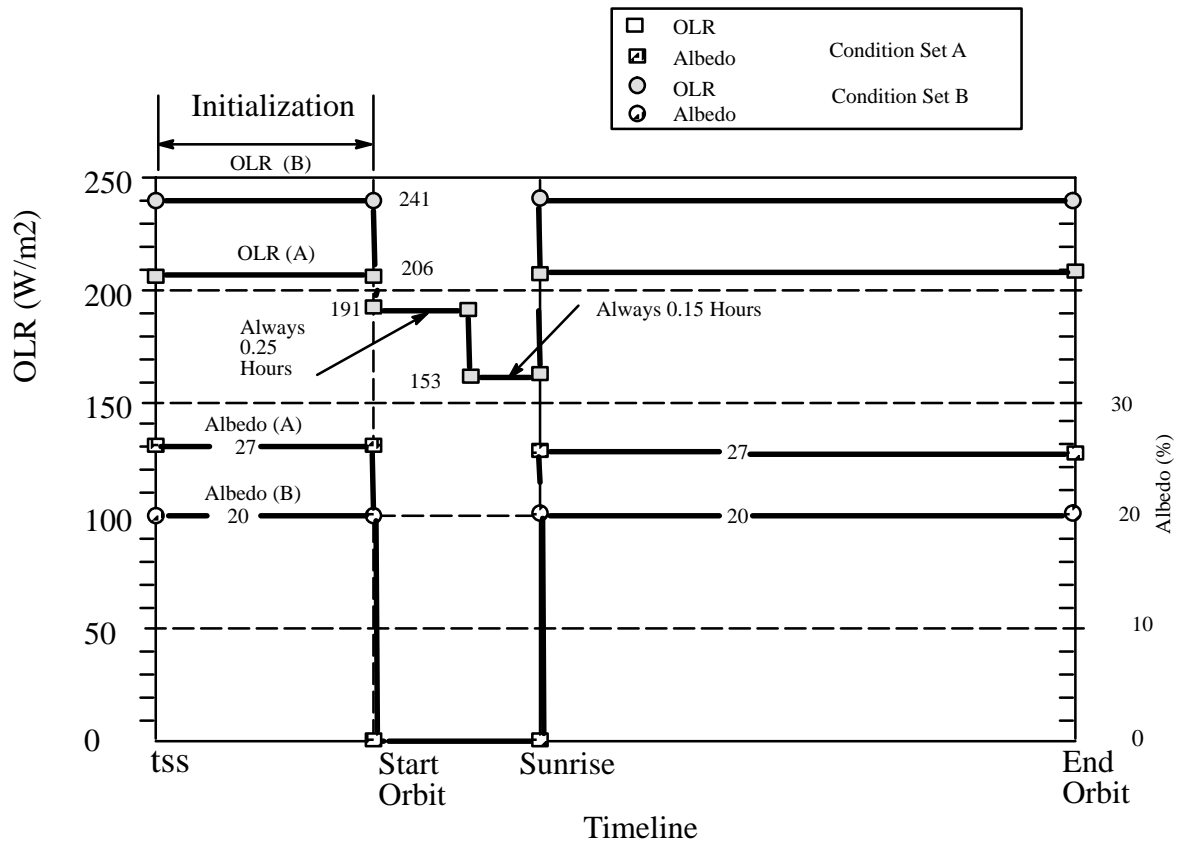 OLR
Albedo
Condition Set A
OLR
Albedo
Condition Set B
Initialization
OLR (B)
250
241
OLR (A)
206
200
191
Always
0.25
Hours
Always 0.15 Hours
153
150
30
Albedo (A)
27
27
Albedo (B)
100
20
20
20
50
10
0
0
OLR (W/m2)
Albedo (%)
tss
Start
Orbit
Sunrise
End
Orbit
Timeline